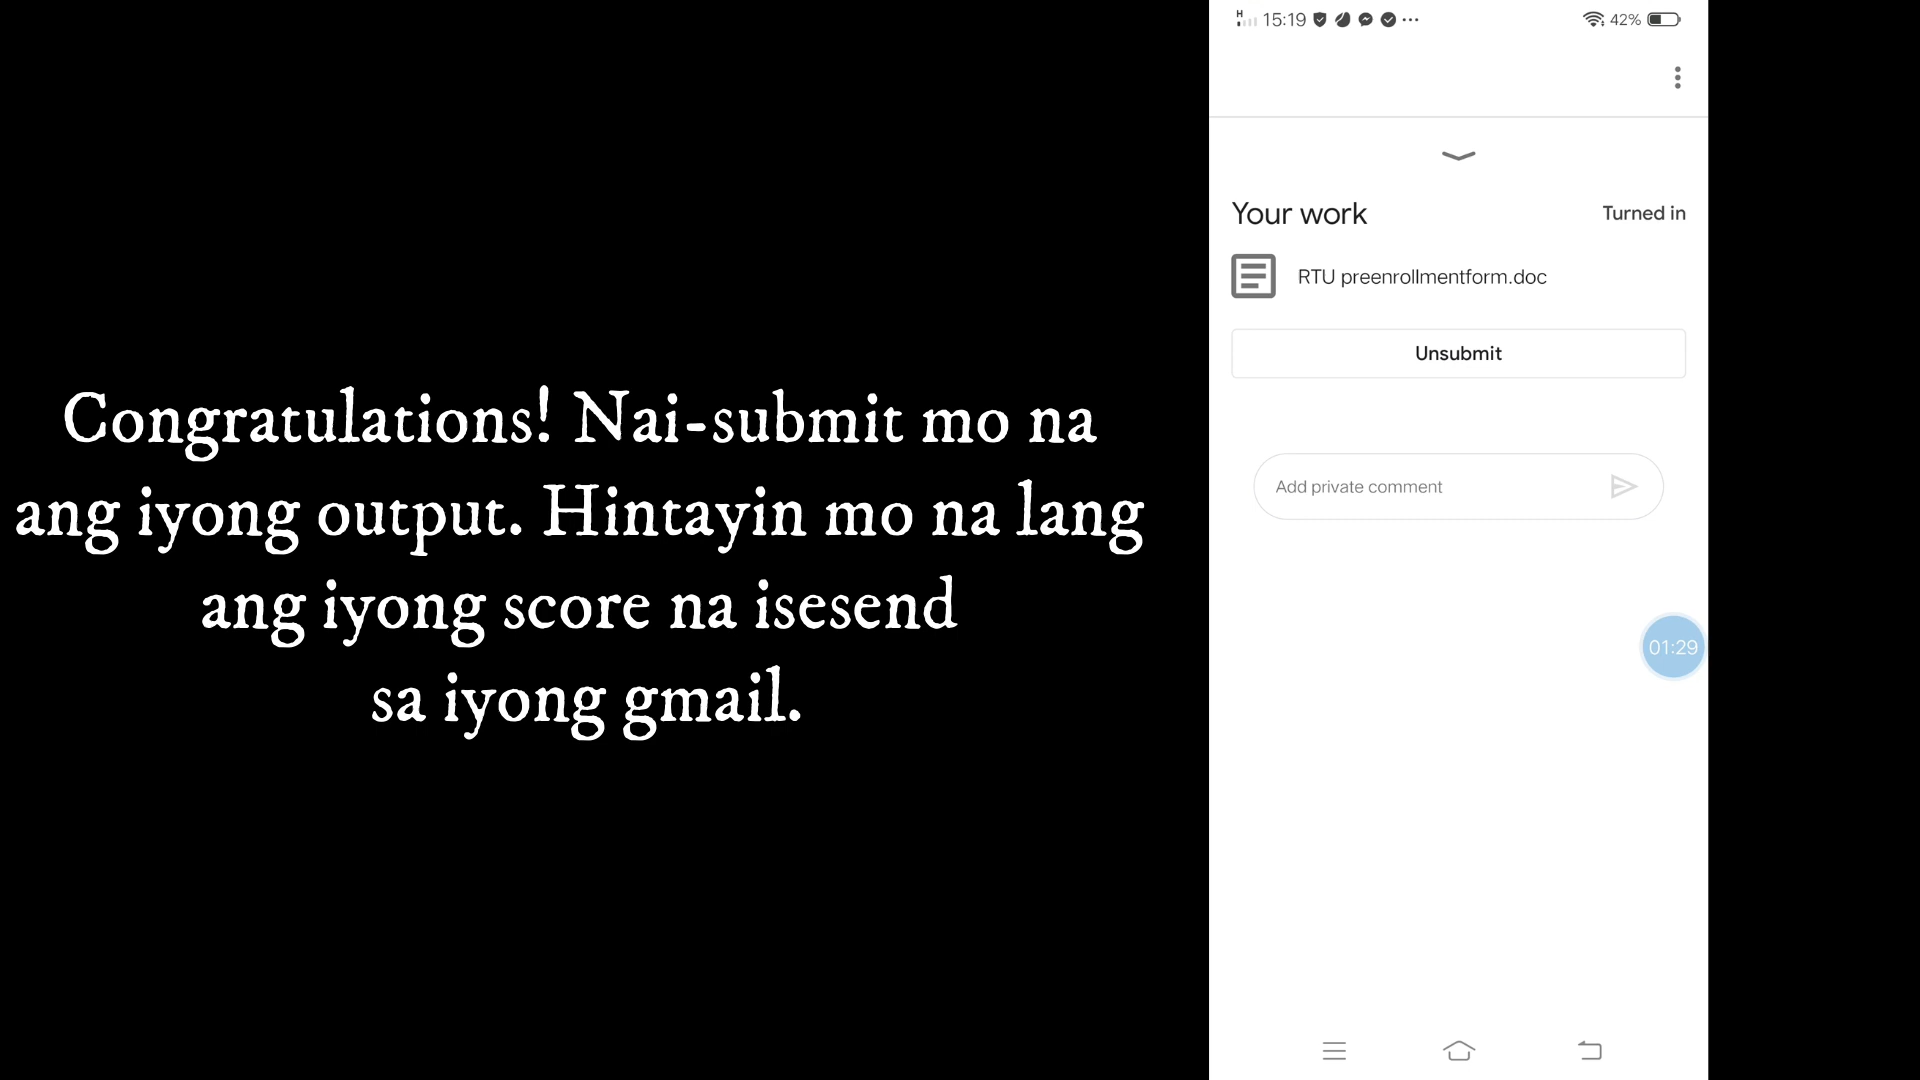 Congratulations! Nai-submit mo na
ang iyong output. Hintayin mo na lang
ang iyong score na isesend
sa iyong gmail.
H 15:19 42%
Your work Turned in
RTU preenrollmentform.doc
Unsubmit
Add private comment
01:29